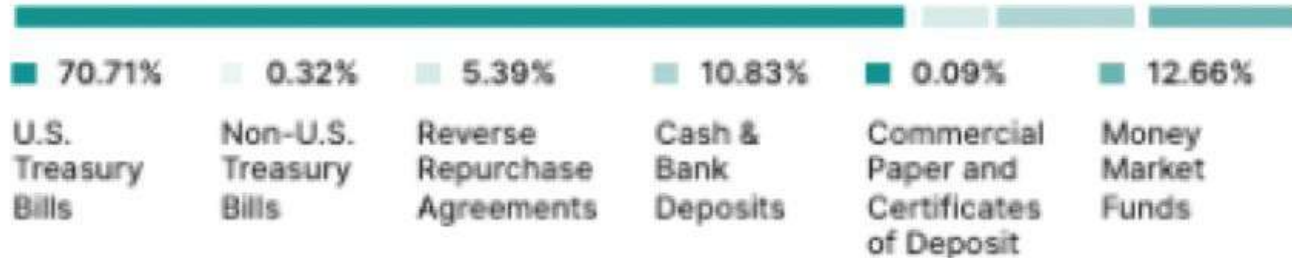 70.71% 0.32% 5.39% 10.83% 0.09% 12.66%
U.S. Treasury Bills
Non-U.S. Treasury Bills
Reverse Repurchase Agreements
Cash & Bank Deposits
Commercial Paper and Certificates of Deposit
Money Market Funds